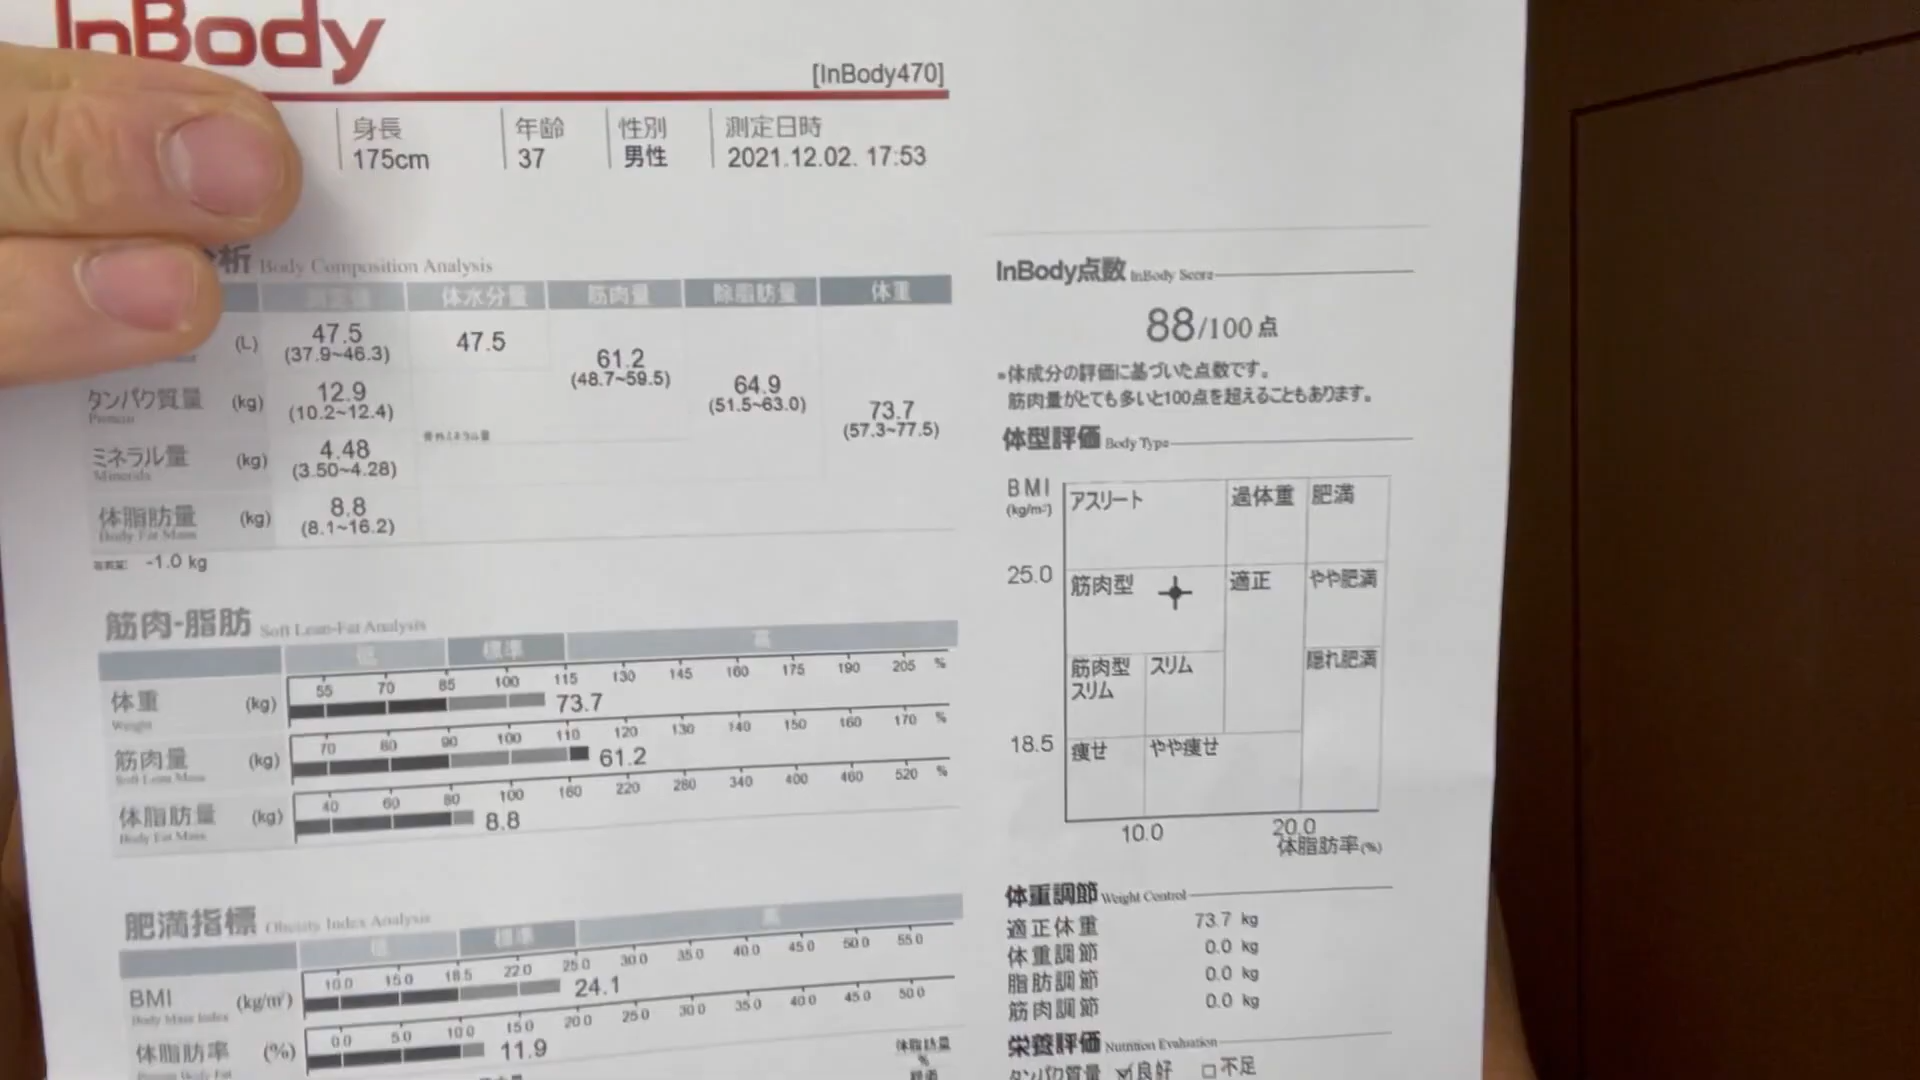 InBody
[InBody470]
身長 年齢 性別 測定日時
175cm 37 男性 2021.12.02. 17:53
分析 Body Composition Analysis
測定値 体水分量 筋肉量 除脂肪量 体重
(L) 47.5 (37.9~46.3) 47.5
61.2 (48.7~59.5)
64.9 (51.5~63.0)
73.7 (57.3~77.5)
タンパク質量 (kg) 12.9 (10.2~12.4)
Protein
ミネラル量 (kg) 4.48 (3.50~4.28)
Minerals
体脂肪量 (kg) 8.8 (8.1~16.2)
Body Fat Mass
-1.0 kg
筋肉-脂肪 Soft Lean-Fat Analysis
低 標準 高
55 70 85 100 115 130 145 160 175 190 205 %
体重 (kg) 73.7
Weight
70 80 90 100 110 120 130 140 150 160 170 %
筋肉量 (kg) 61.2
Soft Lean Mass
40 60 80 100 160 220 280 340 400 460 520 %
体脂肪量 (kg) 8.8
Body Fat Mass
肥満指標 Obesity Index Analysis
低 標準 高
10.0 15.0 18.5 22.0 25.0 30.0 35.0 40.0 45.0 50.0 55.0
BMI (kg/m²) 24.1
Body Mass Index
0.0 5.0 10.0 15.0 20.0 25.0 30.0 35.0 40.0 45.0 50.0
体脂肪率 (%) 11.9
Percent Body Fat
体脂肪量
%
InBody点数 InBody Score
88/100 点
*体成分の評価に基づいた点数です。
筋肉量がとても多いと100点を超えることもあります。
体型評価 Body Type
BMI
(kg/m²)
アスリート 過体重 肥満
25.0
筋肉型 適正 やや肥満
筋肉型スリム スリム 隠れ肥満
18.5
痩せ やや痩せ
10.0 20.0
体脂肪率(%)
体重調節 Weight Control
適正体重 73.7 kg
体重調節 0.0 kg
脂肪調節 0.0 kg
筋肉調節 0.0 kg
栄養評価 Nutrition Evaluation
タンパク質量 ☑良好 □不足